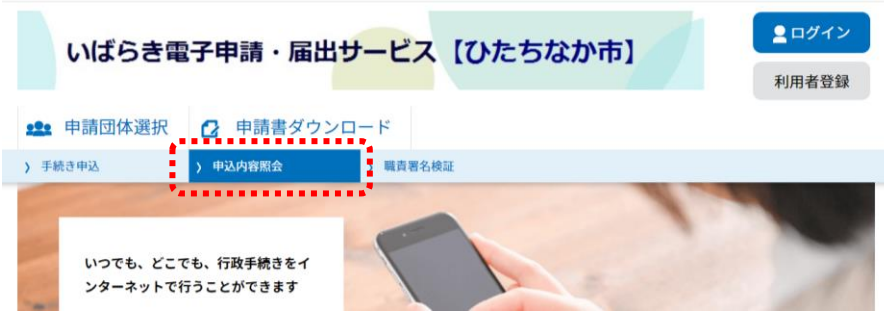 いばらき電子申請・届出サービス【ひたちなか市】
ログイン
利用者登録
申請団体選択
申請書ダウンロード
手続き申込
申込内容照会
職責署名検証
いつでも、どこでも、行政手続きをイ
ンターネットで行うことができます